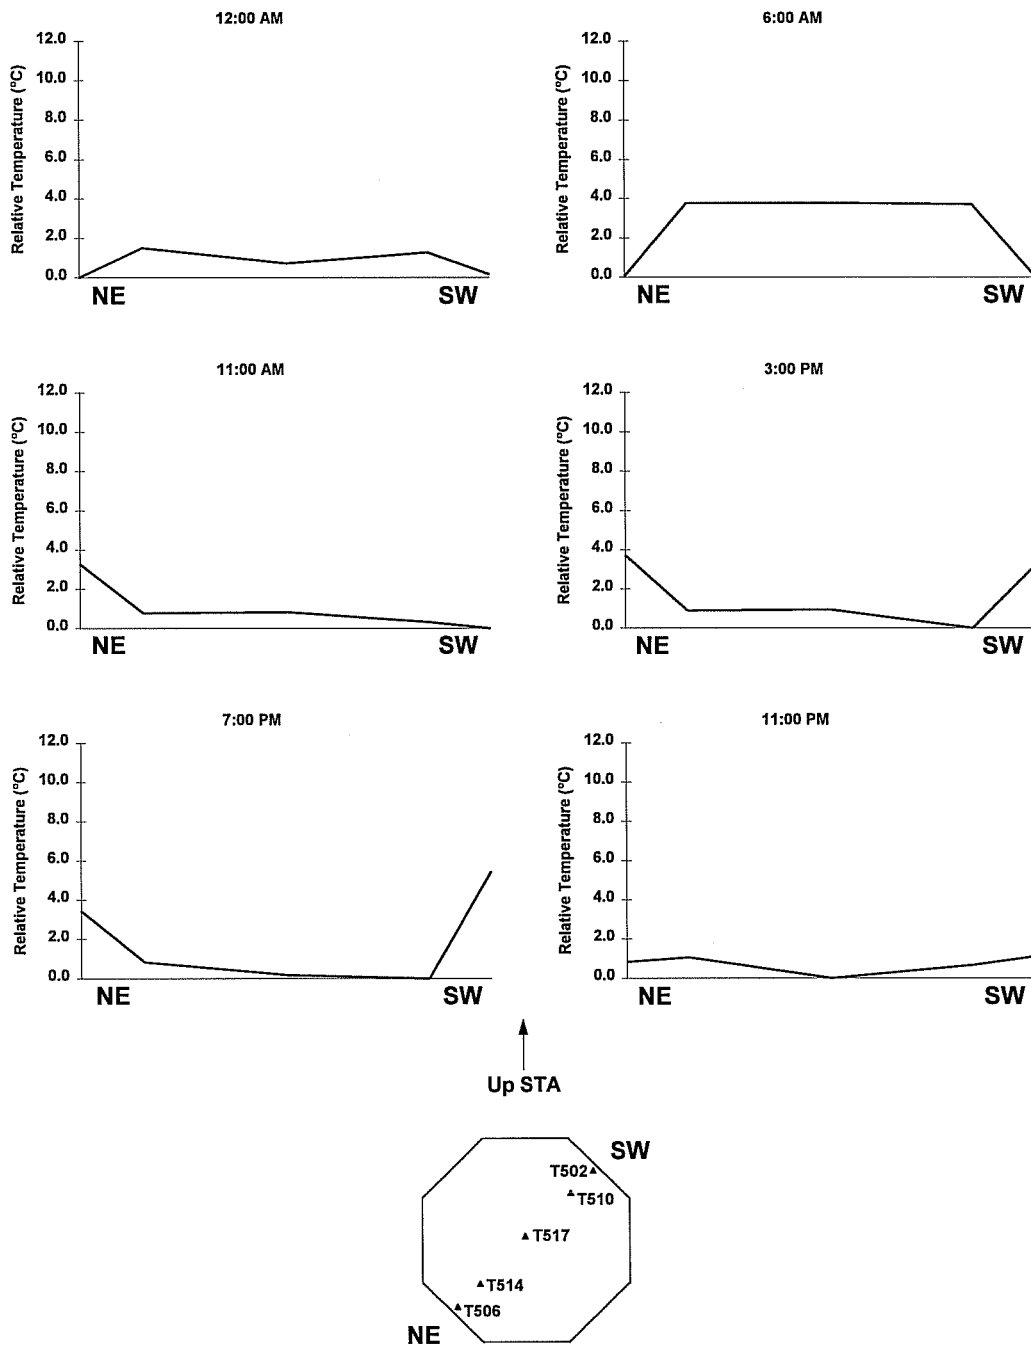 12:00 AM
12.0
10.0
8.0
6.0
4.0
2.0
0.0
Relative Temperature (°C)
NE
SW
6:00 AM
12.0
10.0
8.0
6.0
4.0
2.0
0.0
Relative Temperature (°C)
NE
SW
11:00 AM
12.0
10.0
8.0
6.0
4.0
2.0
0.0
Relative Temperature (°C)
NE
SW
3:00 PM
12.0
10.0
8.0
6.0
4.0
2.0
0.0
Relative Temperature (°C)
NE
SW
7:00 PM
12.0
10.0
8.0
6.0
4.0
2.0
0.0
Relative Temperature (°C)
NE
SW
11:00 PM
12.0
10.0
8.0
6.0
4.0
2.0
0.0
Relative Temperature (°C)
NE
SW
Up STA
SW
T502
T510
T517
T514
T506
NE